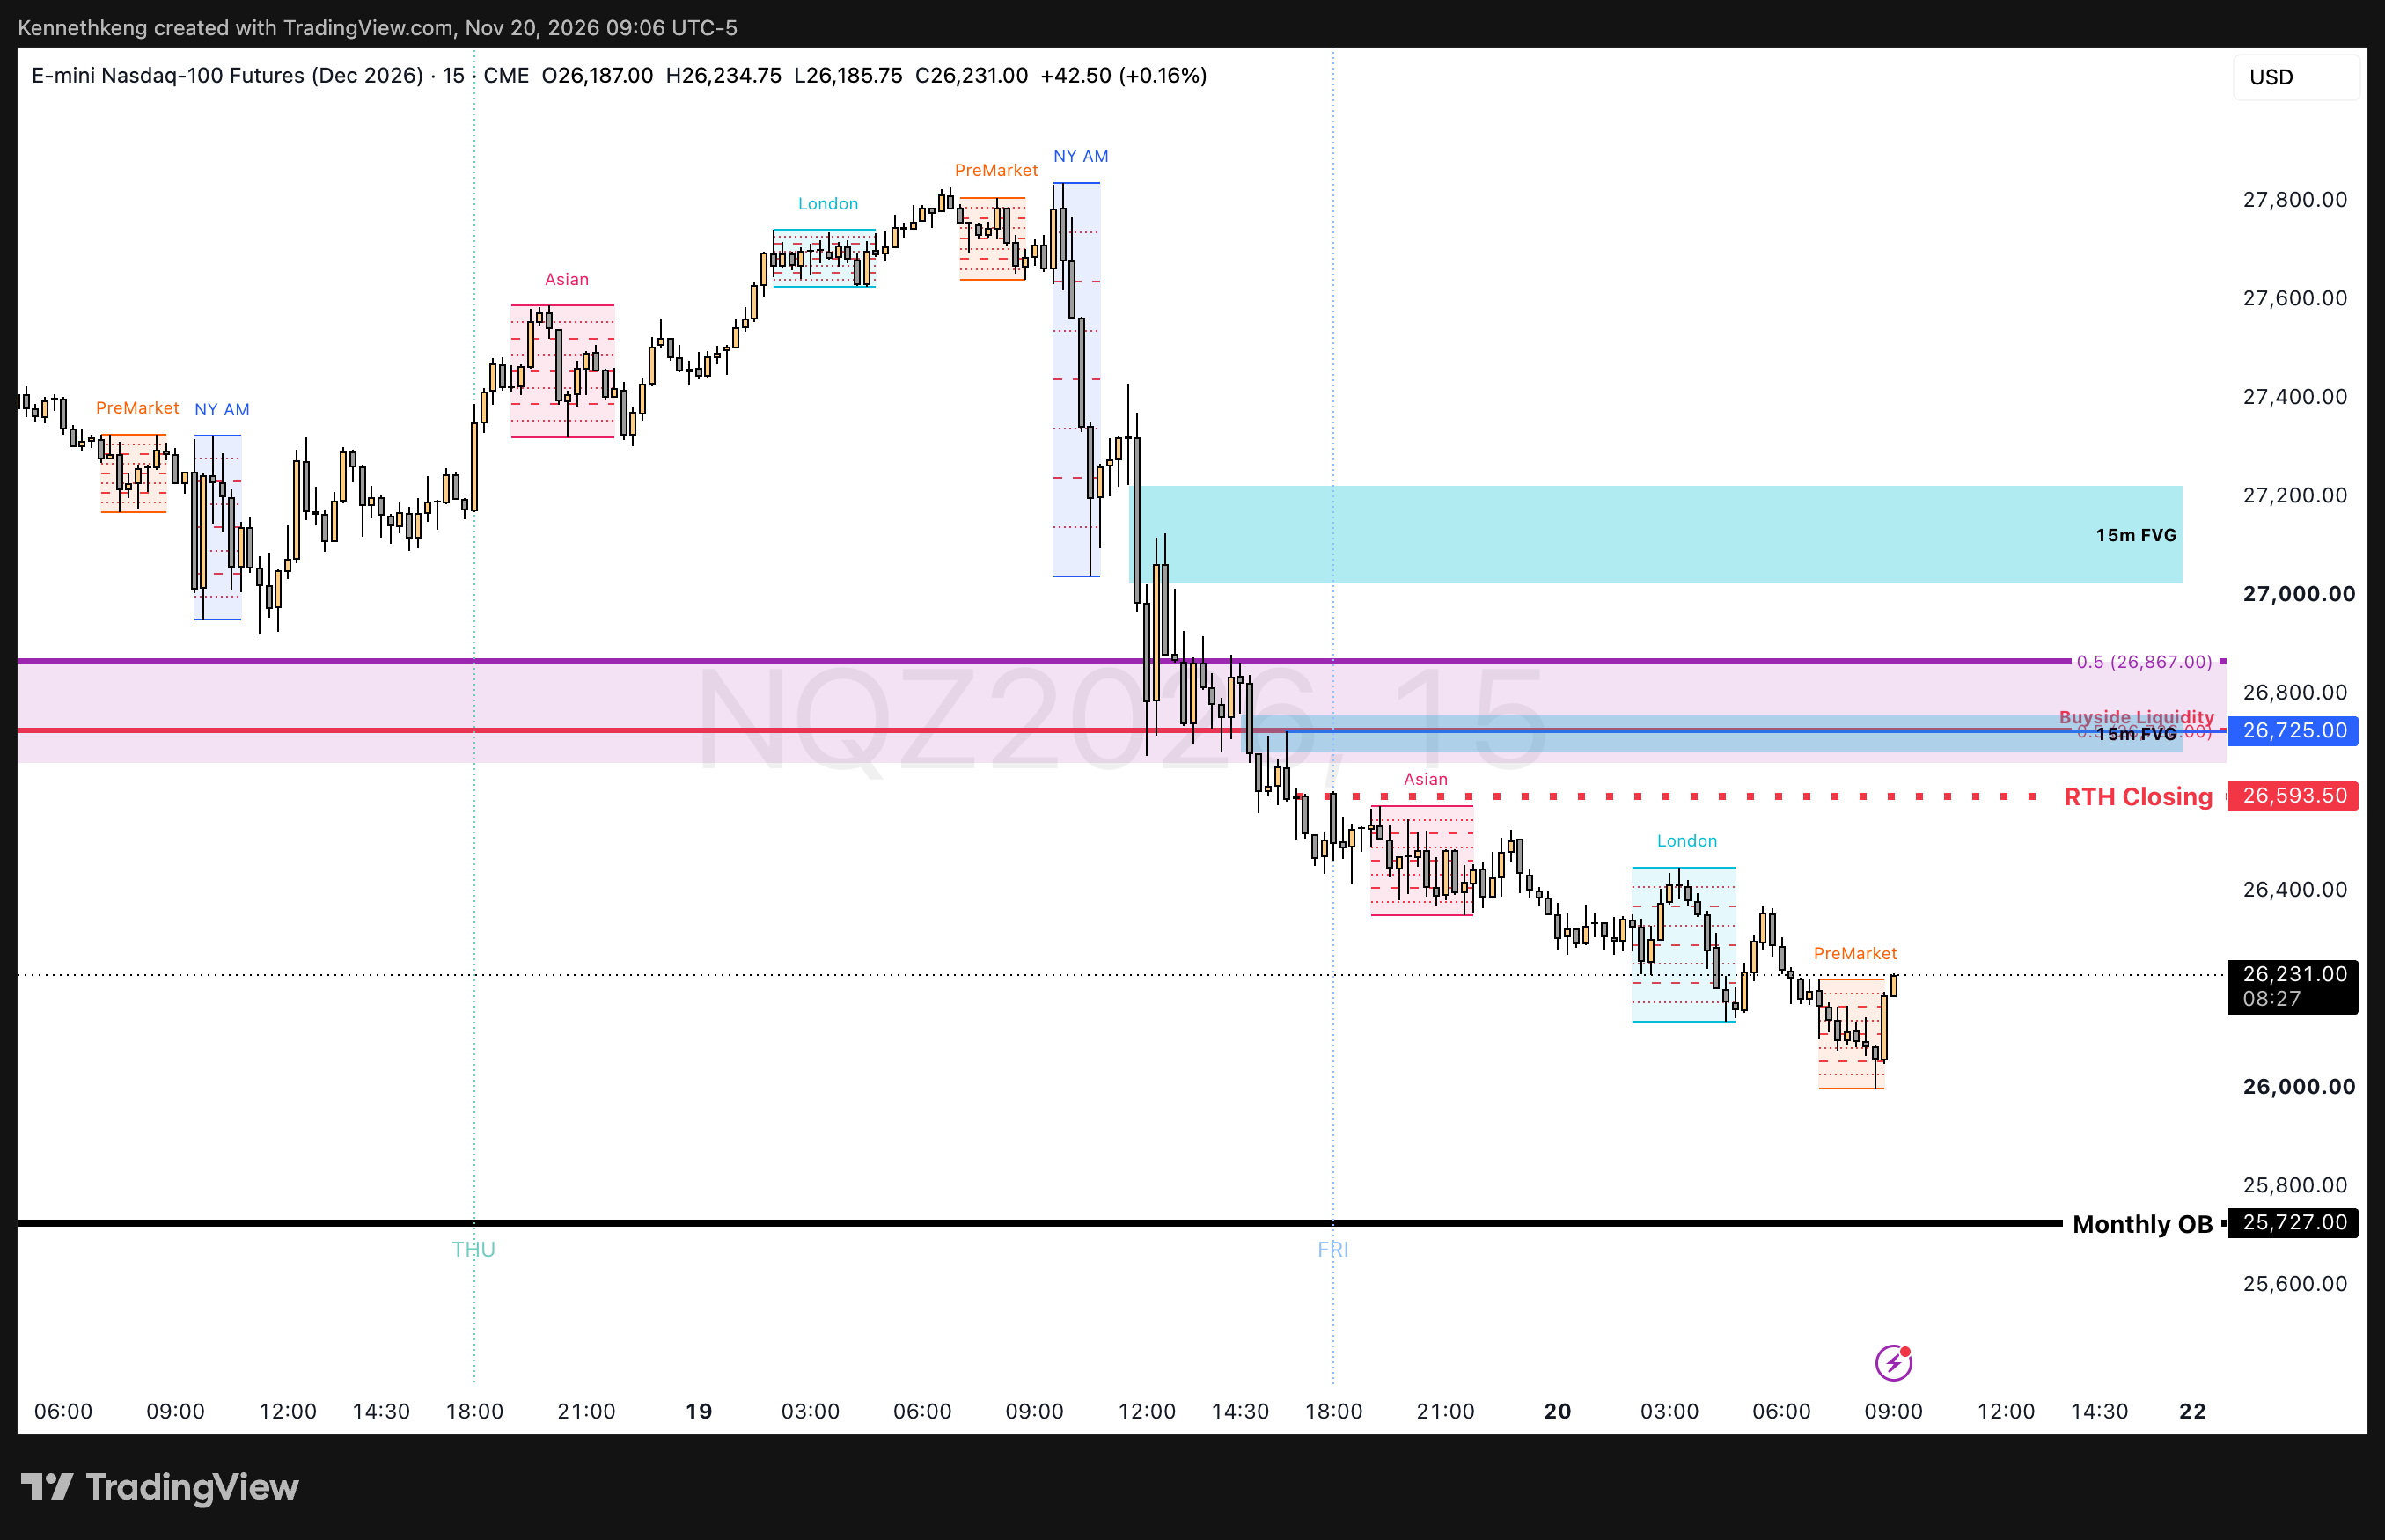 Kennethkeng created with TradingView.com, Nov 20, 2026 09:06 UTC-5
E-mini Nasdaq-100 Futures (Dec 2026) · 15 · CME O26,187.00 H26,234.75 L26,185.75 C26,231.00 +42.50 (+0.16%)
USD
NY AM
PreMarket
London
Asian
PreMarket
NY AM
27,800.00
27,600.00
27,400.00
27,200.00
15m FVG
27,000.00
0.5 (26,867.00)
NQZ2026, 15
26,800.00
Buyside Liquidity
26,725.00
15m FVG
Asian
RTH Closing
26,593.50
London
26,400.00
PreMarket
26,231.00
08:27
26,000.00
25,800.00
Monthly OB
25,727.00
THU
FRI
25,600.00
06:00 09:00 12:00 14:30 18:00 21:00 19 03:00 06:00 09:00 12:00 14:30 18:00 21:00 20 03:00 06:00 09:00 12:00 14:30 22
TradingView